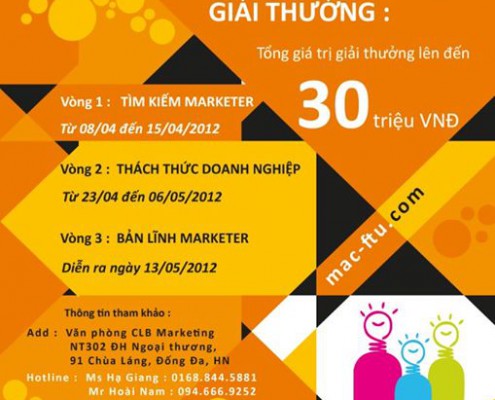 GIẢI THƯỞNG :
Tổng giá trị giải thưởng lên đến
30 triệu VNĐ
Vòng 1 : TÌM KIẾM MARKETER
Từ 08/04 đến 15/04/2012
Vòng 2 : THÁCH THỨC DOANH NGHIỆP
Từ 23/04 đến 06/05/2012
Vòng 3 : BẢN LĨNH MARKETER
Diễn ra ngày 13/05/2012
mac-ftu.com
Thông tin tham khảo :
Add : Văn phòng CLB Marketing
NT302 ĐH Ngoại thương,
91 Chùa Láng, Đống Đa, HN
Hotline : Ms Hạ Giang : 0168.844.5881
Mr Hoài Nam : 094.666.9252